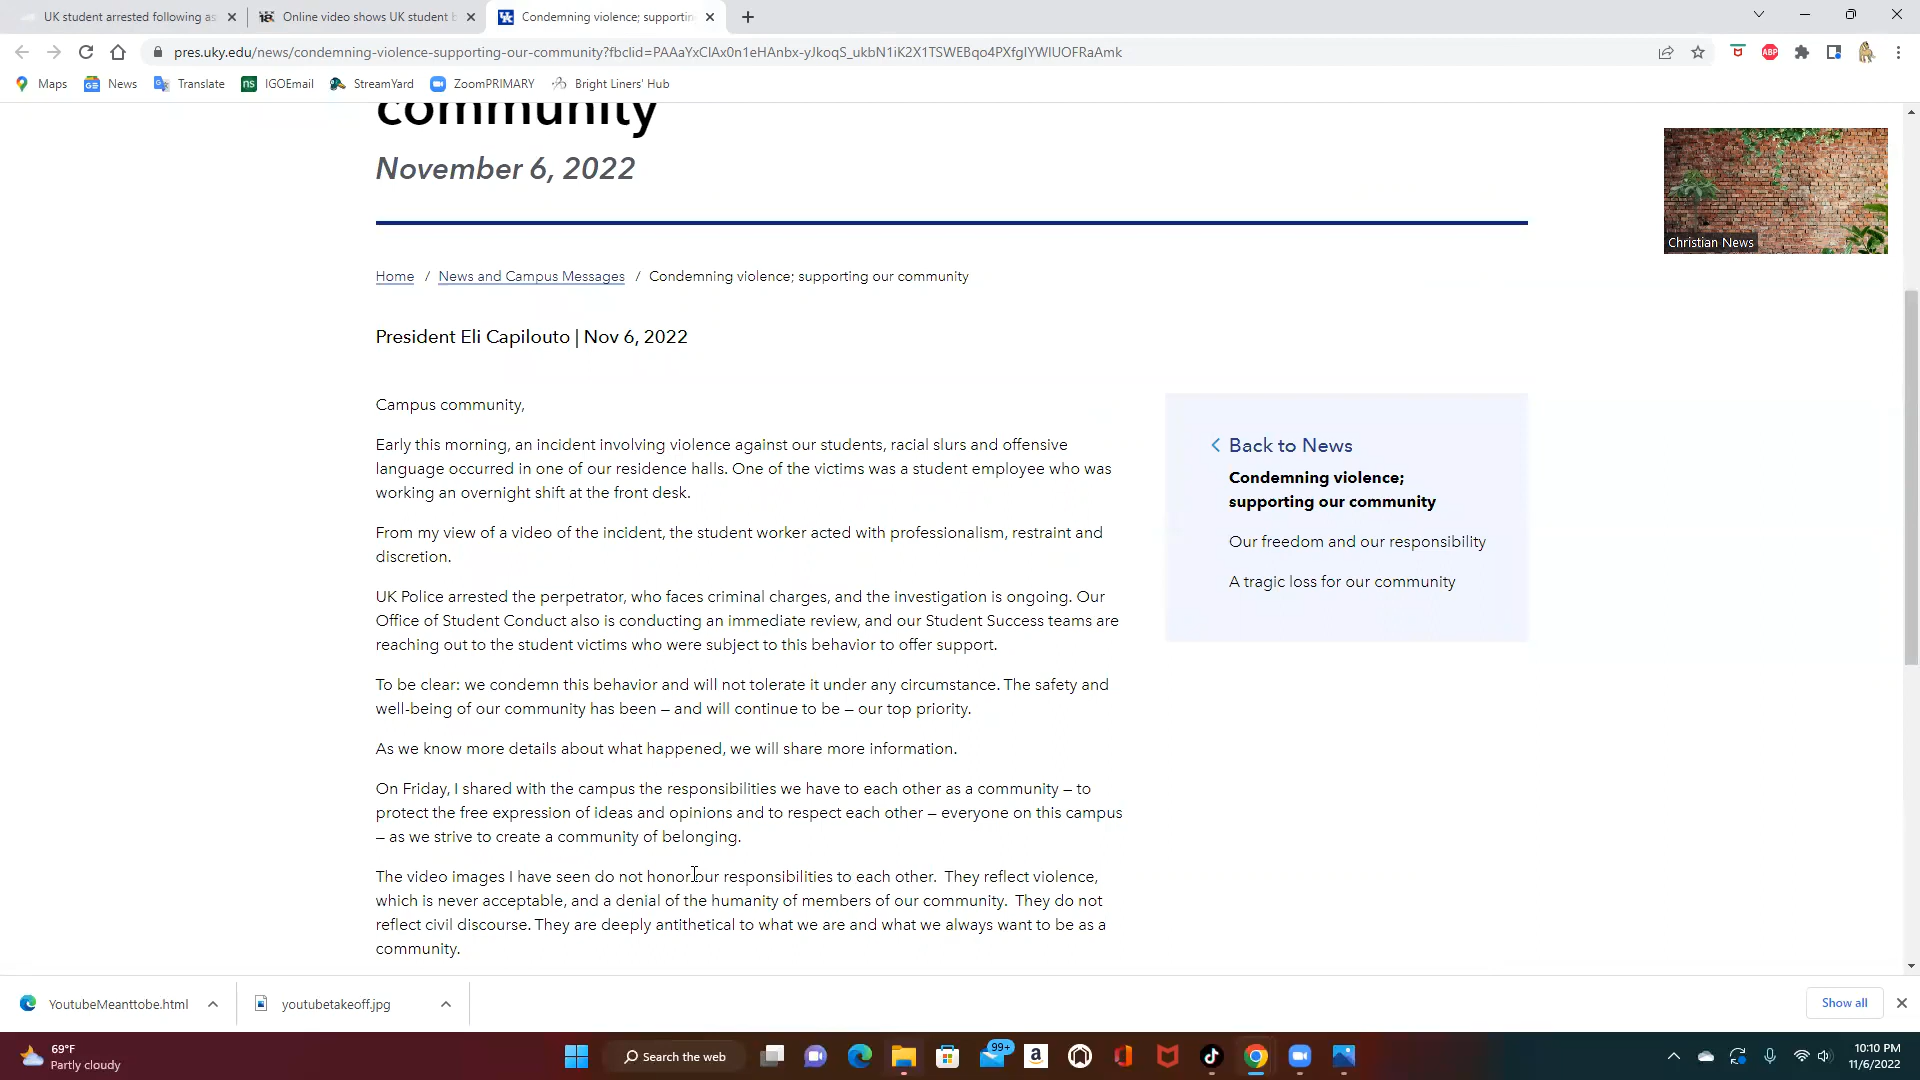 UK student arrested following as
Online video shows UK student b
Condemning violence; supportin
pres.uky.edu/news/condemning-violence-supporting-our-community?fbclid=PAAaYxClAx0n1eHAnbx-yJkoqS_ukbN1iK2X1TSWEBqo4PXfgIYWlUOFRaAmk
ABP
Maps
News
Translate
ns
IGOEmail
StreamYard
ZoomPRIMARY
Bright Liners' Hub
community
November 6, 2022
Christian News
Home / News and Campus Messages / Condemning violence; supporting our community
President Eli Capilouto | Nov 6, 2022
Campus community,
Early this morning, an incident involving violence against our students, racial slurs and offensive
language occurred in one of our residence halls. One of the victims was a student employee who was
working an overnight shift at the front desk.
From my view of a video of the incident, the student worker acted with professionalism, restraint and
discretion.
UK Police arrested the perpetrator, who faces criminal charges, and the investigation is ongoing. Our
Office of Student Conduct also is conducting an immediate review, and our Student Success teams are
reaching out to the student victims who were subject to this behavior to offer support.
To be clear: we condemn this behavior and will not tolerate it under any circumstance. The safety and
well-being of our community has been – and will continue to be – our top priority.
As we know more details about what happened, we will share more information.
On Friday, I shared with the campus the responsibilities we have to each other as a community – to
protect the free expression of ideas and opinions and to respect each other – everyone on this campus
– as we strive to create a community of belonging.
The video images I have seen do not honor our responsibilities to each other.  They reflect violence,
which is never acceptable, and a denial of the humanity of members of our community.  They do not
reflect civil discourse. They are deeply antithetical to what we are and what we always want to be as a
community.
Back to News
Condemning violence;
supporting our community
Our freedom and our responsibility
A tragic loss for our community
YoutubeMeanttobe.html
youtubetakeoff.jpg
Show all
69°F
Partly cloudy
Search the web
99+
a
10:10 PM
11/6/2022